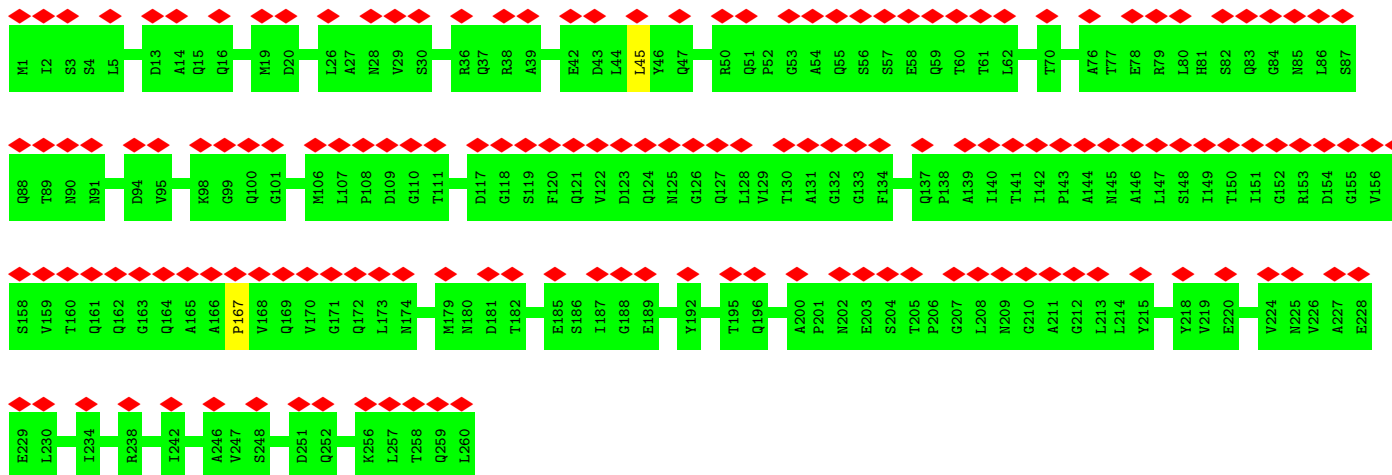 M1 I2 S3 S4 L5 D13 A14 Q15 Q16 M19 D20 L26 A27 N28 V29 S30 R36 Q37 R38 A39 E42 D43 L44 L45 Y46 Q47 R50 Q51 P52 G53 A54 Q55 S56 S57 E58 Q59 T60 T61 L62 T70 A76 T77 E78 R79 L80 H81 S82 Q83 G84 N85 L86 S87
Q88 T89 N90 N91 D94 V95 K98 G99 Q100 G101 M106 L107 P108 D109 G110 T111 D117 G118 S119 F120 Q121 V122 D123 Q124 N125 G126 Q127 L128 V129 T130 A131 G132 G133 F134 Q137 P138 A139 I140 T141 I142 P143 A144 N145 A146 L147 S148 I149 T150 I151 G152 R153 D154 G155 V156
S158 V159 T160 Q161 Q162 G163 Q164 A165 A166 P167 V168 Q169 V170 G171 Q172 L173 N174 M179 N180 D181 T182 E185 S186 I187 G188 E189 Y192 T195 Q196 A200 P201 N202 E203 S204 T205 P206 G207 L208 N209 G210 A211 G212 L213 L214 Y215 Y218 V219 E220 V224 N225 V226 A227 E228
E229 L230 I234 R238 I242 A246 V247 S248 D251 Q252 K256 L257 T258 Q259 L260